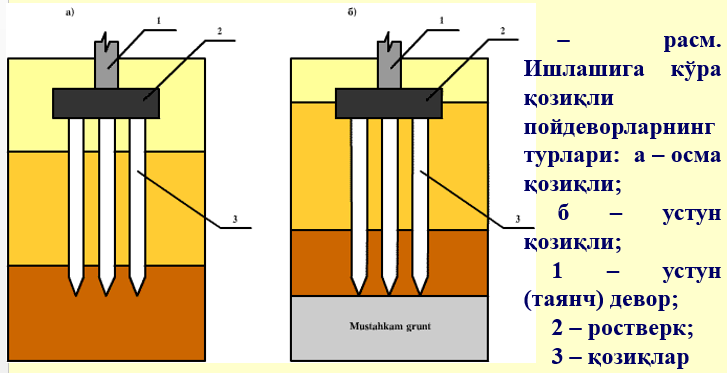 а)
1
2
3
б)
1
2
3
Mustahkam grunt
– расм.
Ишлашига кўра
қозиқли
пойдеворларнинг
турлари: а – осма
қозиқли;
б – устун
қозиқли;
1 – устун
(таянч) девор;
2 – ростверк;
3 – қозиқлар